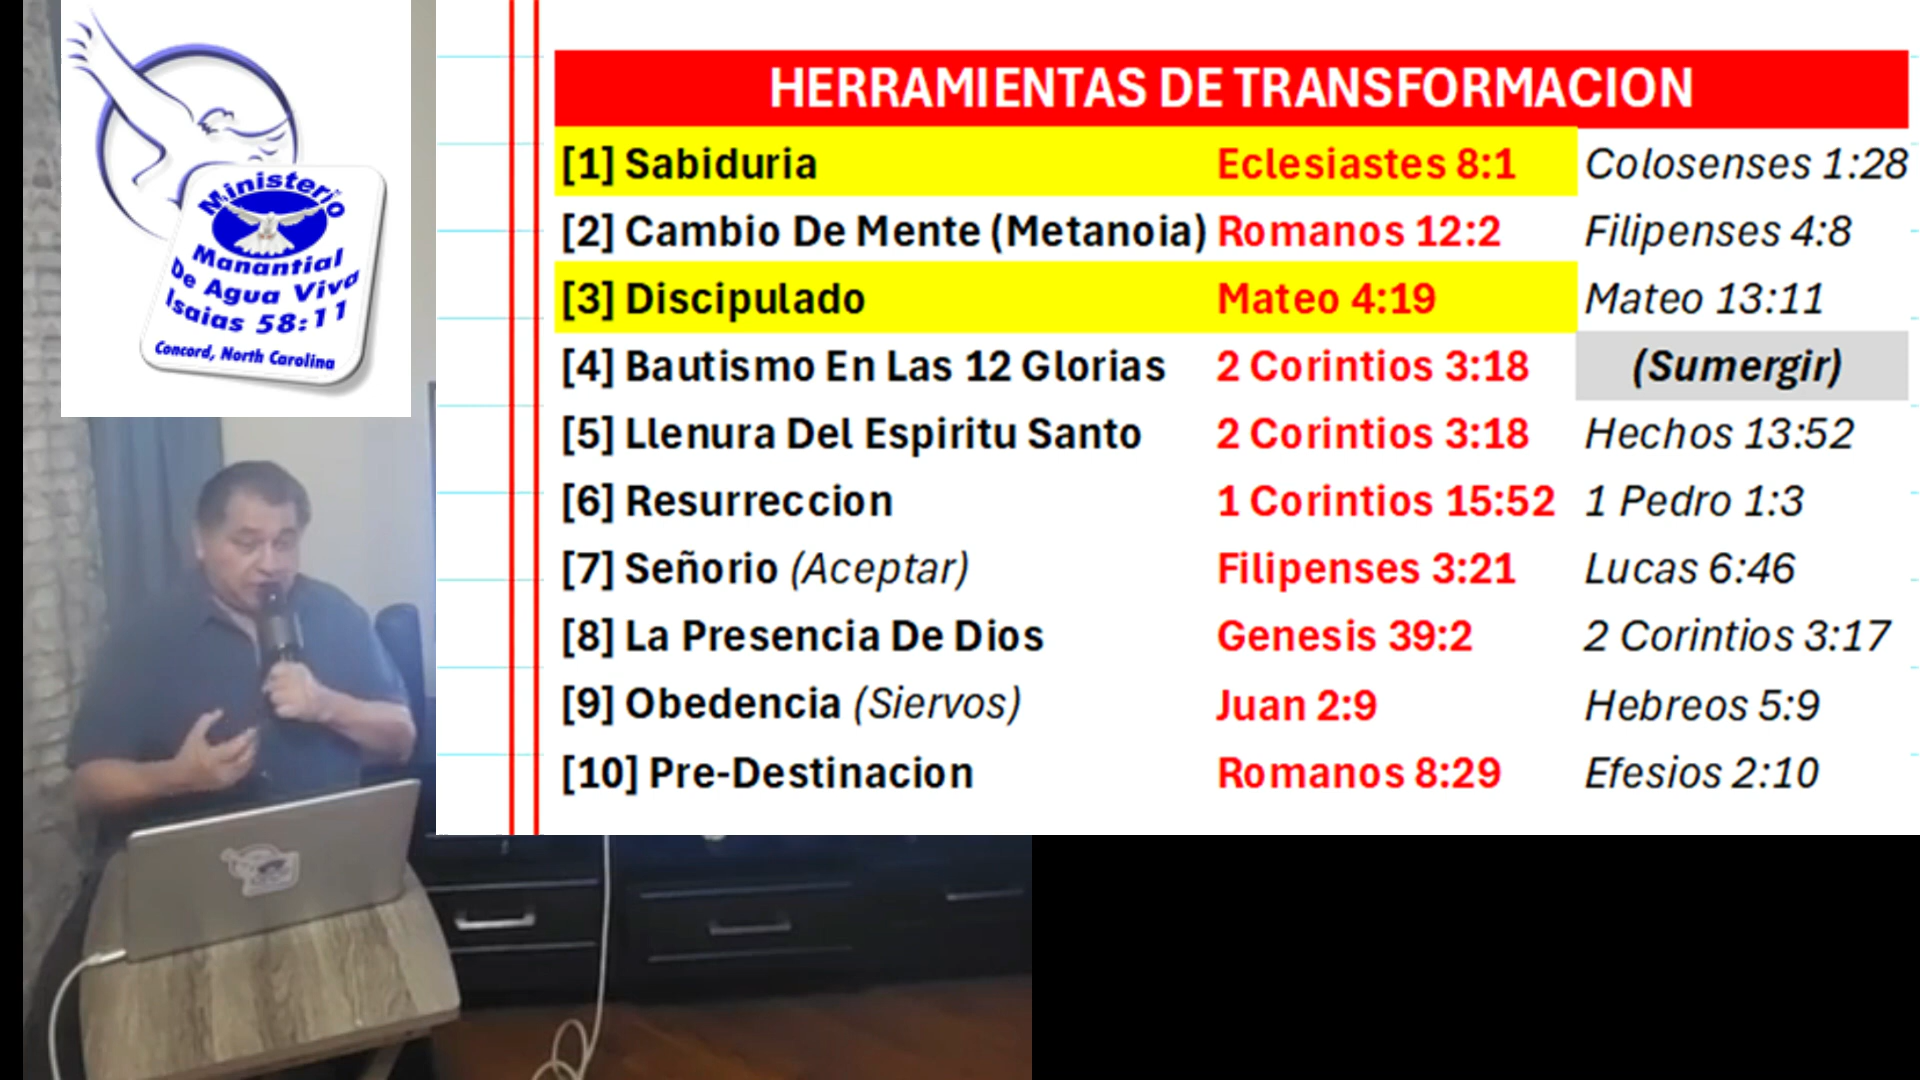 Ministerio
Manantial
De Agua Viva
Isaias 58:11
Concord, North Carolina
HERRAMIENTAS DE TRANSFORMACION
[1] Sabiduria Eclesiastes 8:1 Colosenses 1:28
[2] Cambio De Mente (Metanoia) Romanos 12:2 Filipenses 4:8
[3] Discipulado Mateo 4:19 Mateo 13:11
[4] Bautismo En Las 12 Glorias 2 Corintios 3:18 (Sumergir)
[5] Llenura Del Espiritu Santo 2 Corintios 3:18 Hechos 13:52
[6] Resurreccion 1 Corintios 15:52 1 Pedro 1:3
[7] Señorio (Aceptar) Filipenses 3:21 Lucas 6:46
[8] La Presencia De Dios Genesis 39:2 2 Corintios 3:17
[9] Obedencia (Siervos) Juan 2:9 Hebreos 5:9
[10] Pre-Destinacion Romanos 8:29 Efesios 2:10